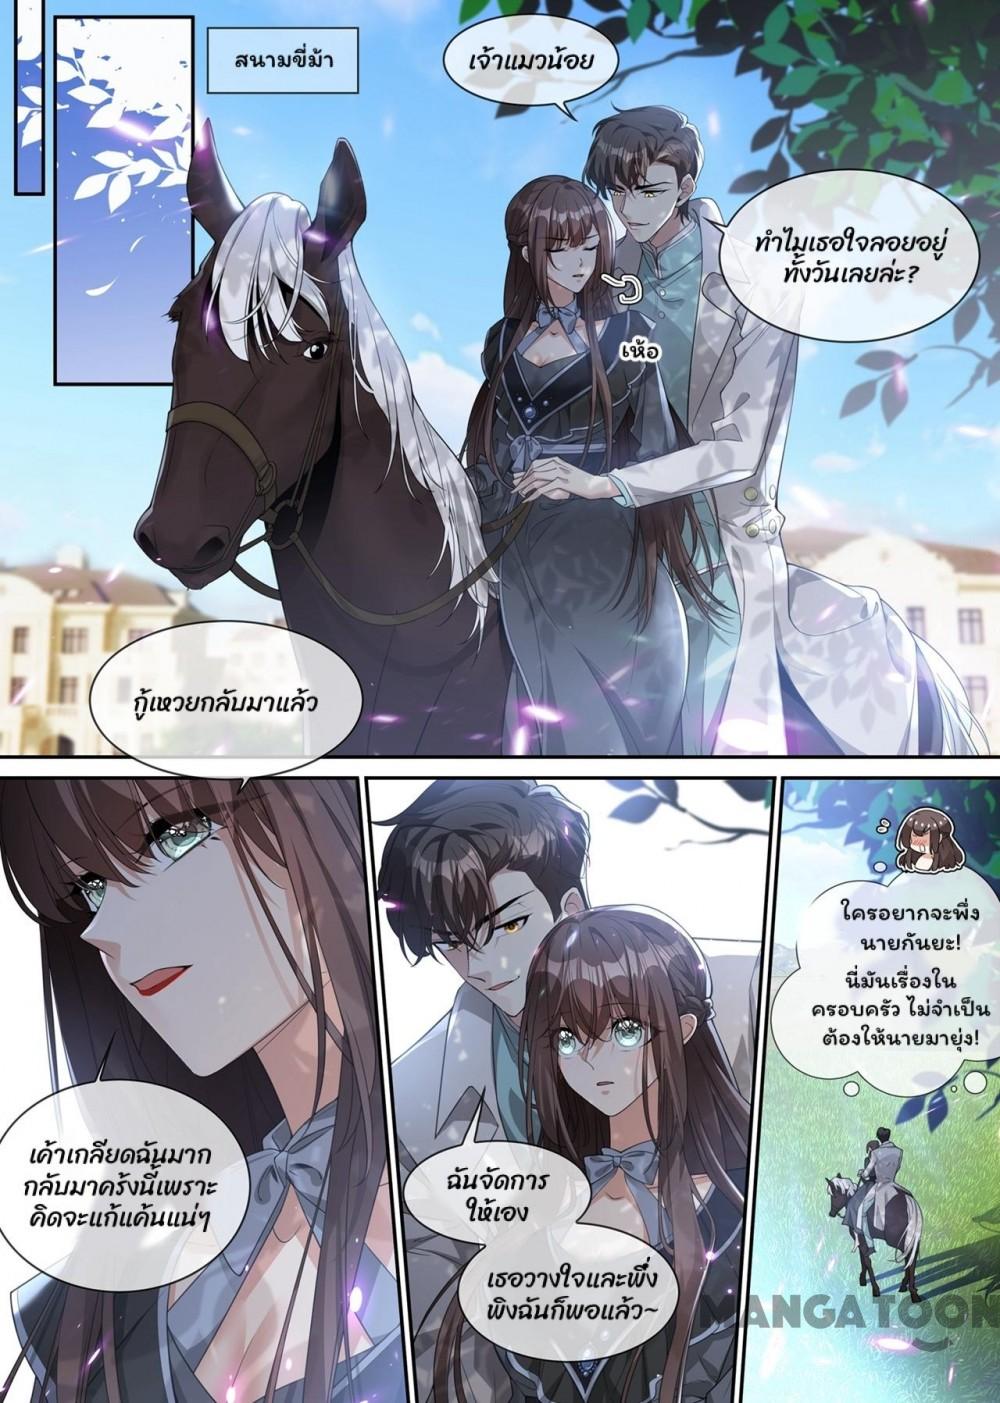 สนามขี่ม้า
เจ้าแมวน้อย
ทำไมเธอใจลอยอยู่
ทั้งวันเลยล่ะ?
เห้อ
กู้เหวยกลับมาแล้ว
เค้าเกลียดฉันมาก
กลับมาครั้งนี้เพราะ
คิดจะแก้แค้นแน่ๆ
ฉันจัดการ
ให้เอง
เธอวางใจและพึ่ง
พิงฉันก็พอแล้ว~
ใครอยากจะพึ่ง
นายกันยะ!
นี่มันเรื่องใน
ครอบครัว ไม่จำเป็น
ต้องให้นายมายุ่ง!
MANGATOON